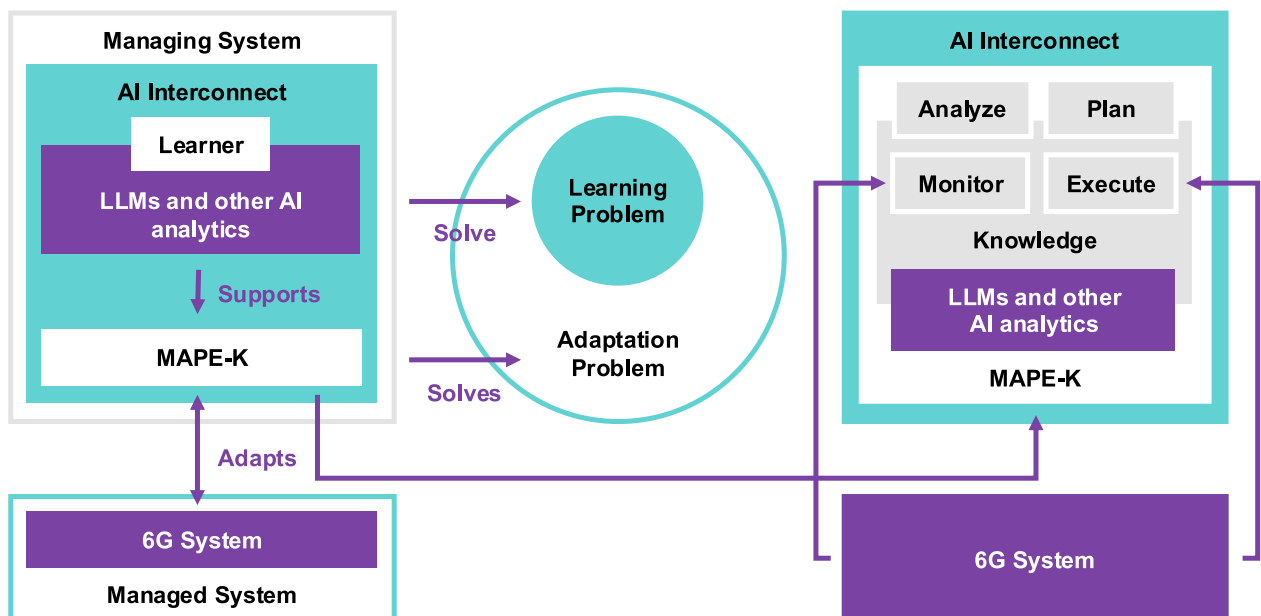 Managing System
AI Interconnect
Learner
LLMs and other AI
analytics
Supports
MAPE-K
Adapts
6G System
Managed System
Solve
Solves
Learning
Problem
Adaptation
Problem
AI Interconnect
Analyze
Plan
Monitor
Execute
Knowledge
LLMs and other
AI analytics
MAPE-K
6G System